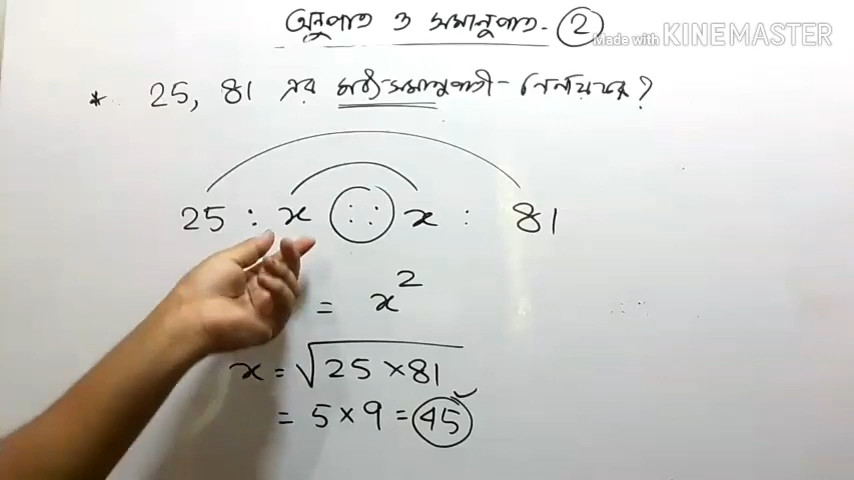 অনুপাত ও সমানুপাত - 2
Made with KINEMASTER
* 25, 81 এর মধ্য-সমানুপাতী নির্ণয় কর ?
25 : x :: x : 81
= x²
x = √25 × 81
= 5 × 9 = 45